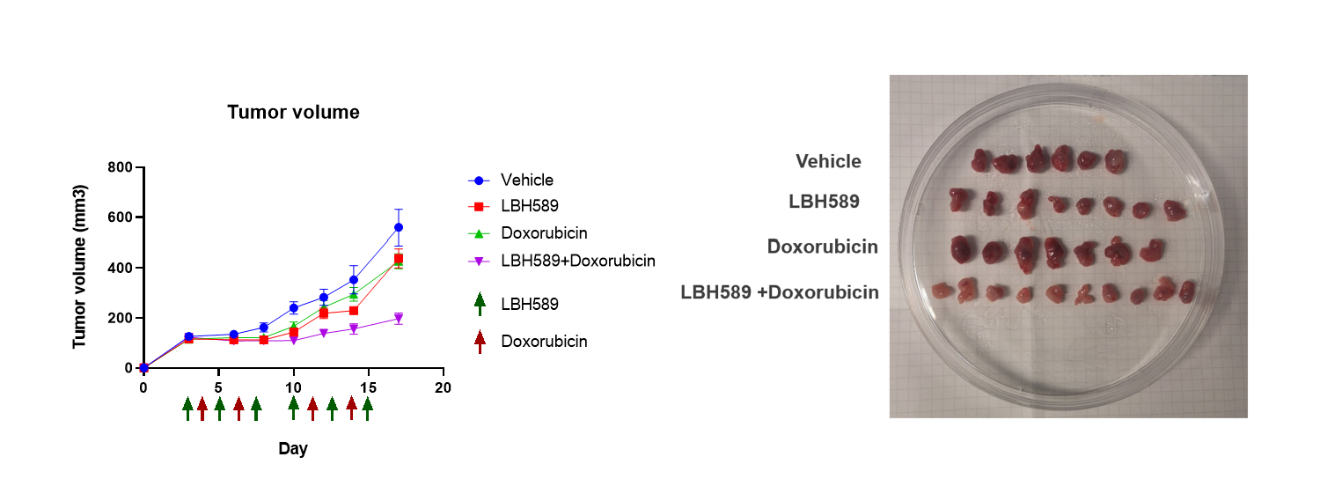 Tumor volume
Tumor volume (mm3)
800
600
400
200
0
0 5 10 15 20
Day
Vehicle
LBH589
Doxorubicin
LBH589+Doxorubicin
LBH589
Doxorubicin
Vehicle
LBH589
Doxorubicin
LBH589 +Doxorubicin